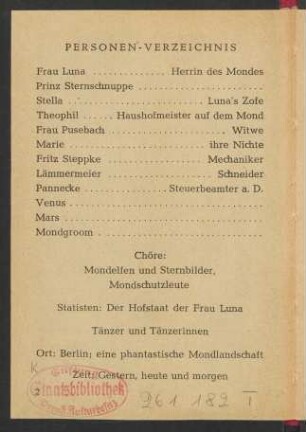 PERSONEN-VERZEICHNIS
Frau Luna ............ Herrin des Mondes
Prinz Sternschnuppe ....................
Stella .................... Luna's Zofe
Theophil ...... Haushofmeister auf dem Mond
Frau Pusebach .................... Witwe
Marie .................... ihre Nichte
Fritz Steppke ............ Mechaniker
Lämmermeier ............ Schneider
Pannecke ............ Steuerbeamter a. D.
Venus ....................
Mars ....................
Mondgroom ....................
Chöre:
Mondelfen und Sternbilder,
Mondschutzleute
Statisten: Der Hofstaat der Frau Luna
Tänzer und Tänzerinnen
Ort: Berlin; eine phantastische Mondlandschaft
Zeit: Gestern, heute und morgen
Staatsbibliothek
2
261 182 I